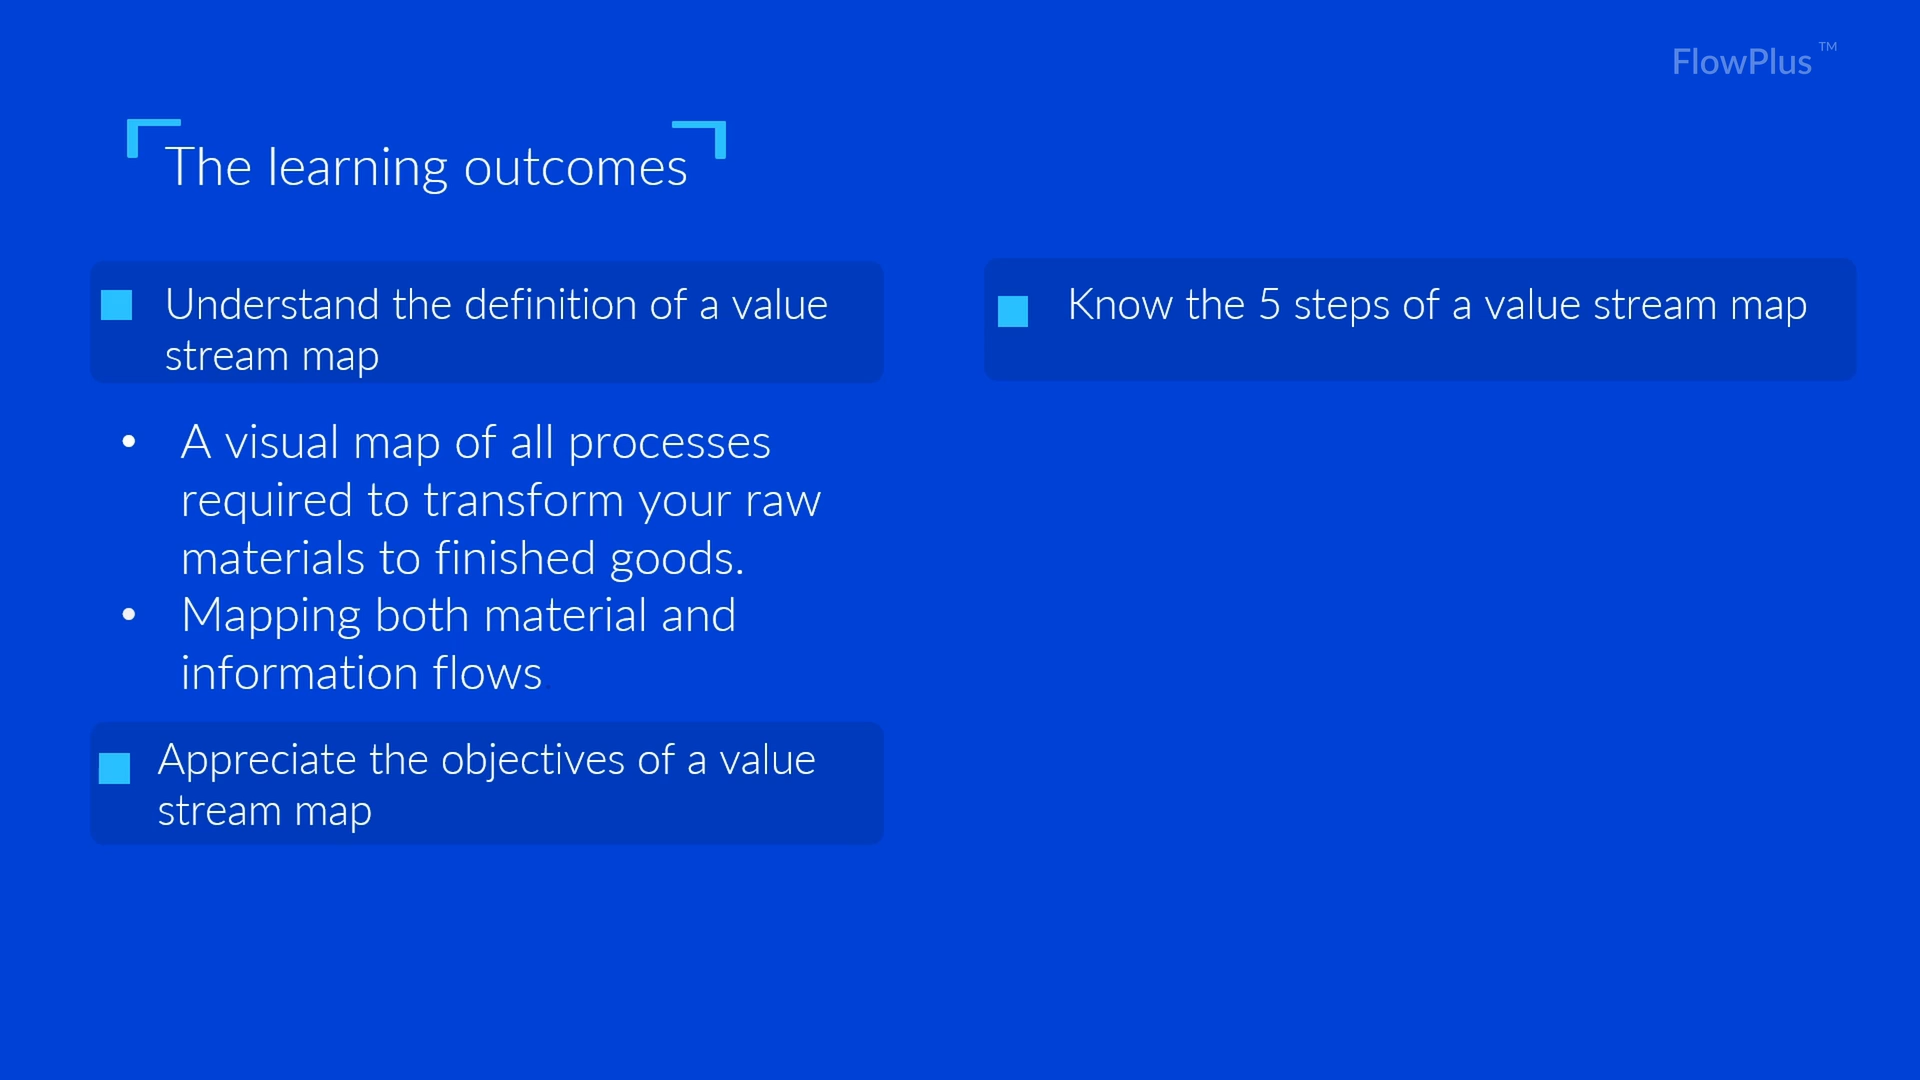 FlowPlus™
The learning outcomes
Understand the definition of a value
stream map
• A visual map of all processes
required to transform your raw
materials to finished goods.
• Mapping both material and
information flows.
Appreciate the objectives of a value
stream map
Know the 5 steps of a value stream map